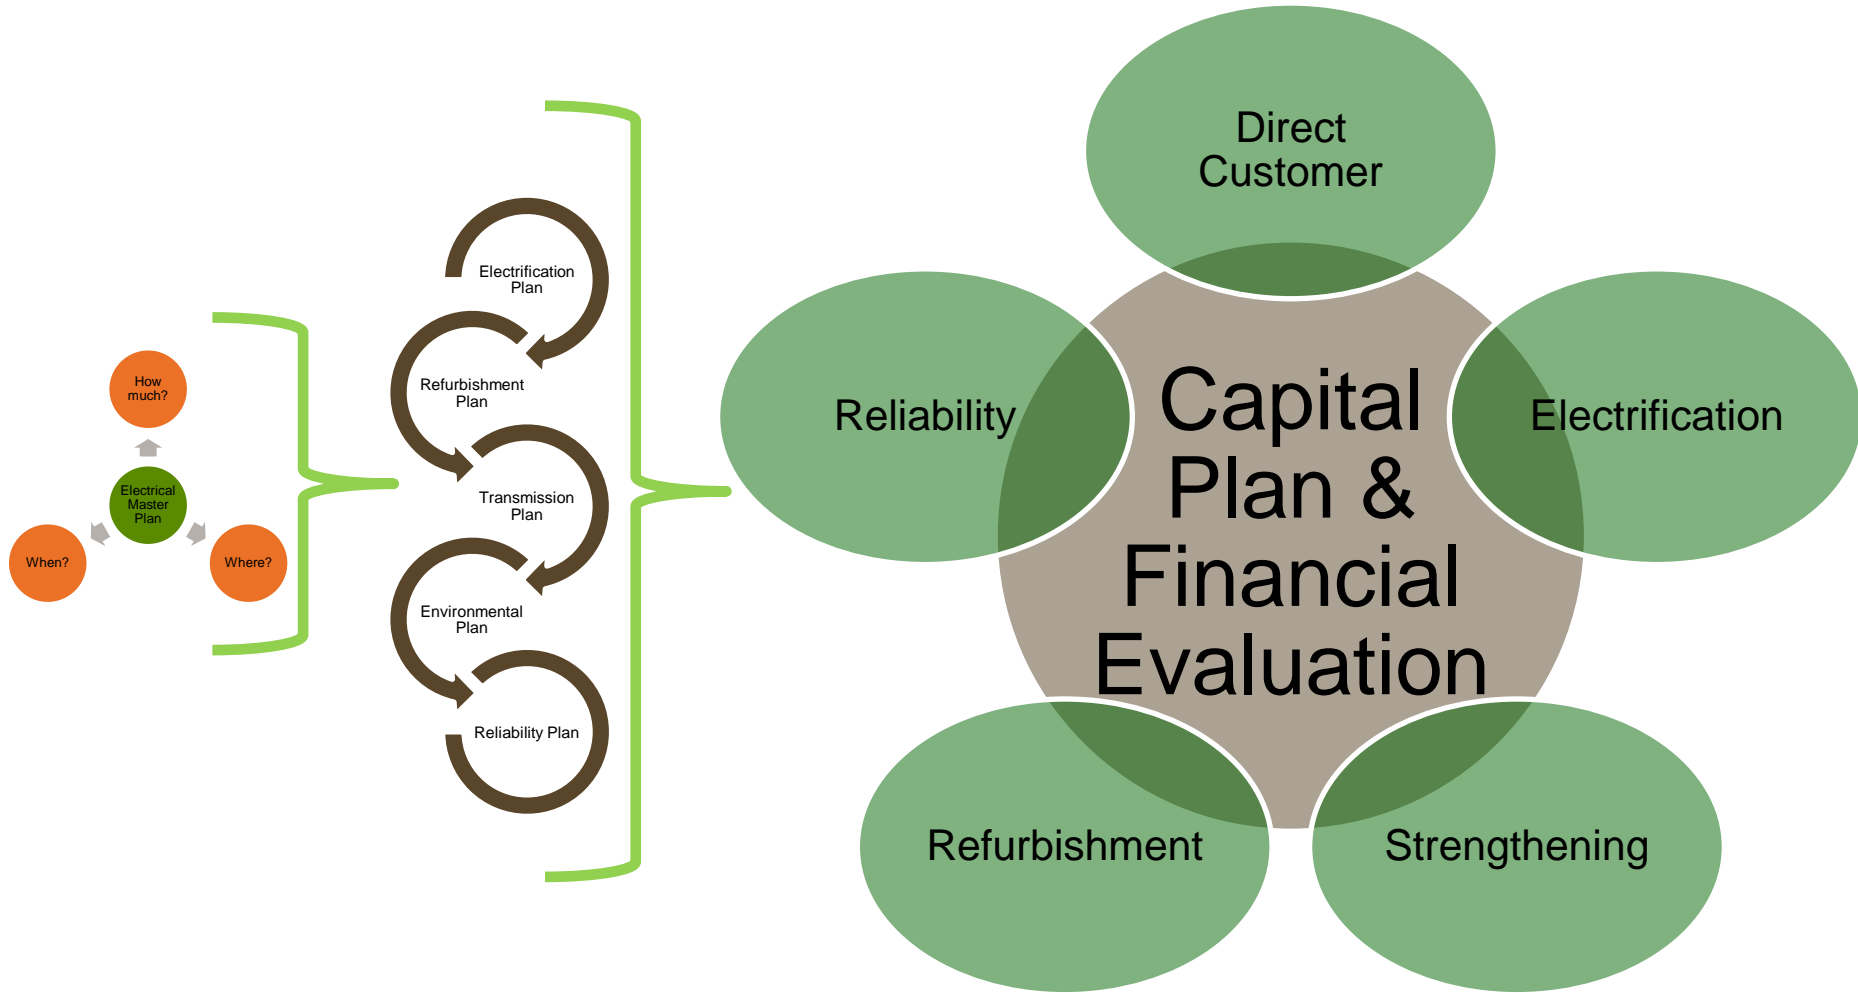 How
much?
Electrical
Master
Plan
When?
Where?
Electrification
Plan
Refurbishment
Plan
Transmission
Plan
Environmental
Plan
Reliability Plan
Direct
Customer
Reliability
Electrification
Capital
Plan &
Financial
Evaluation
Refurbishment
Strengthening